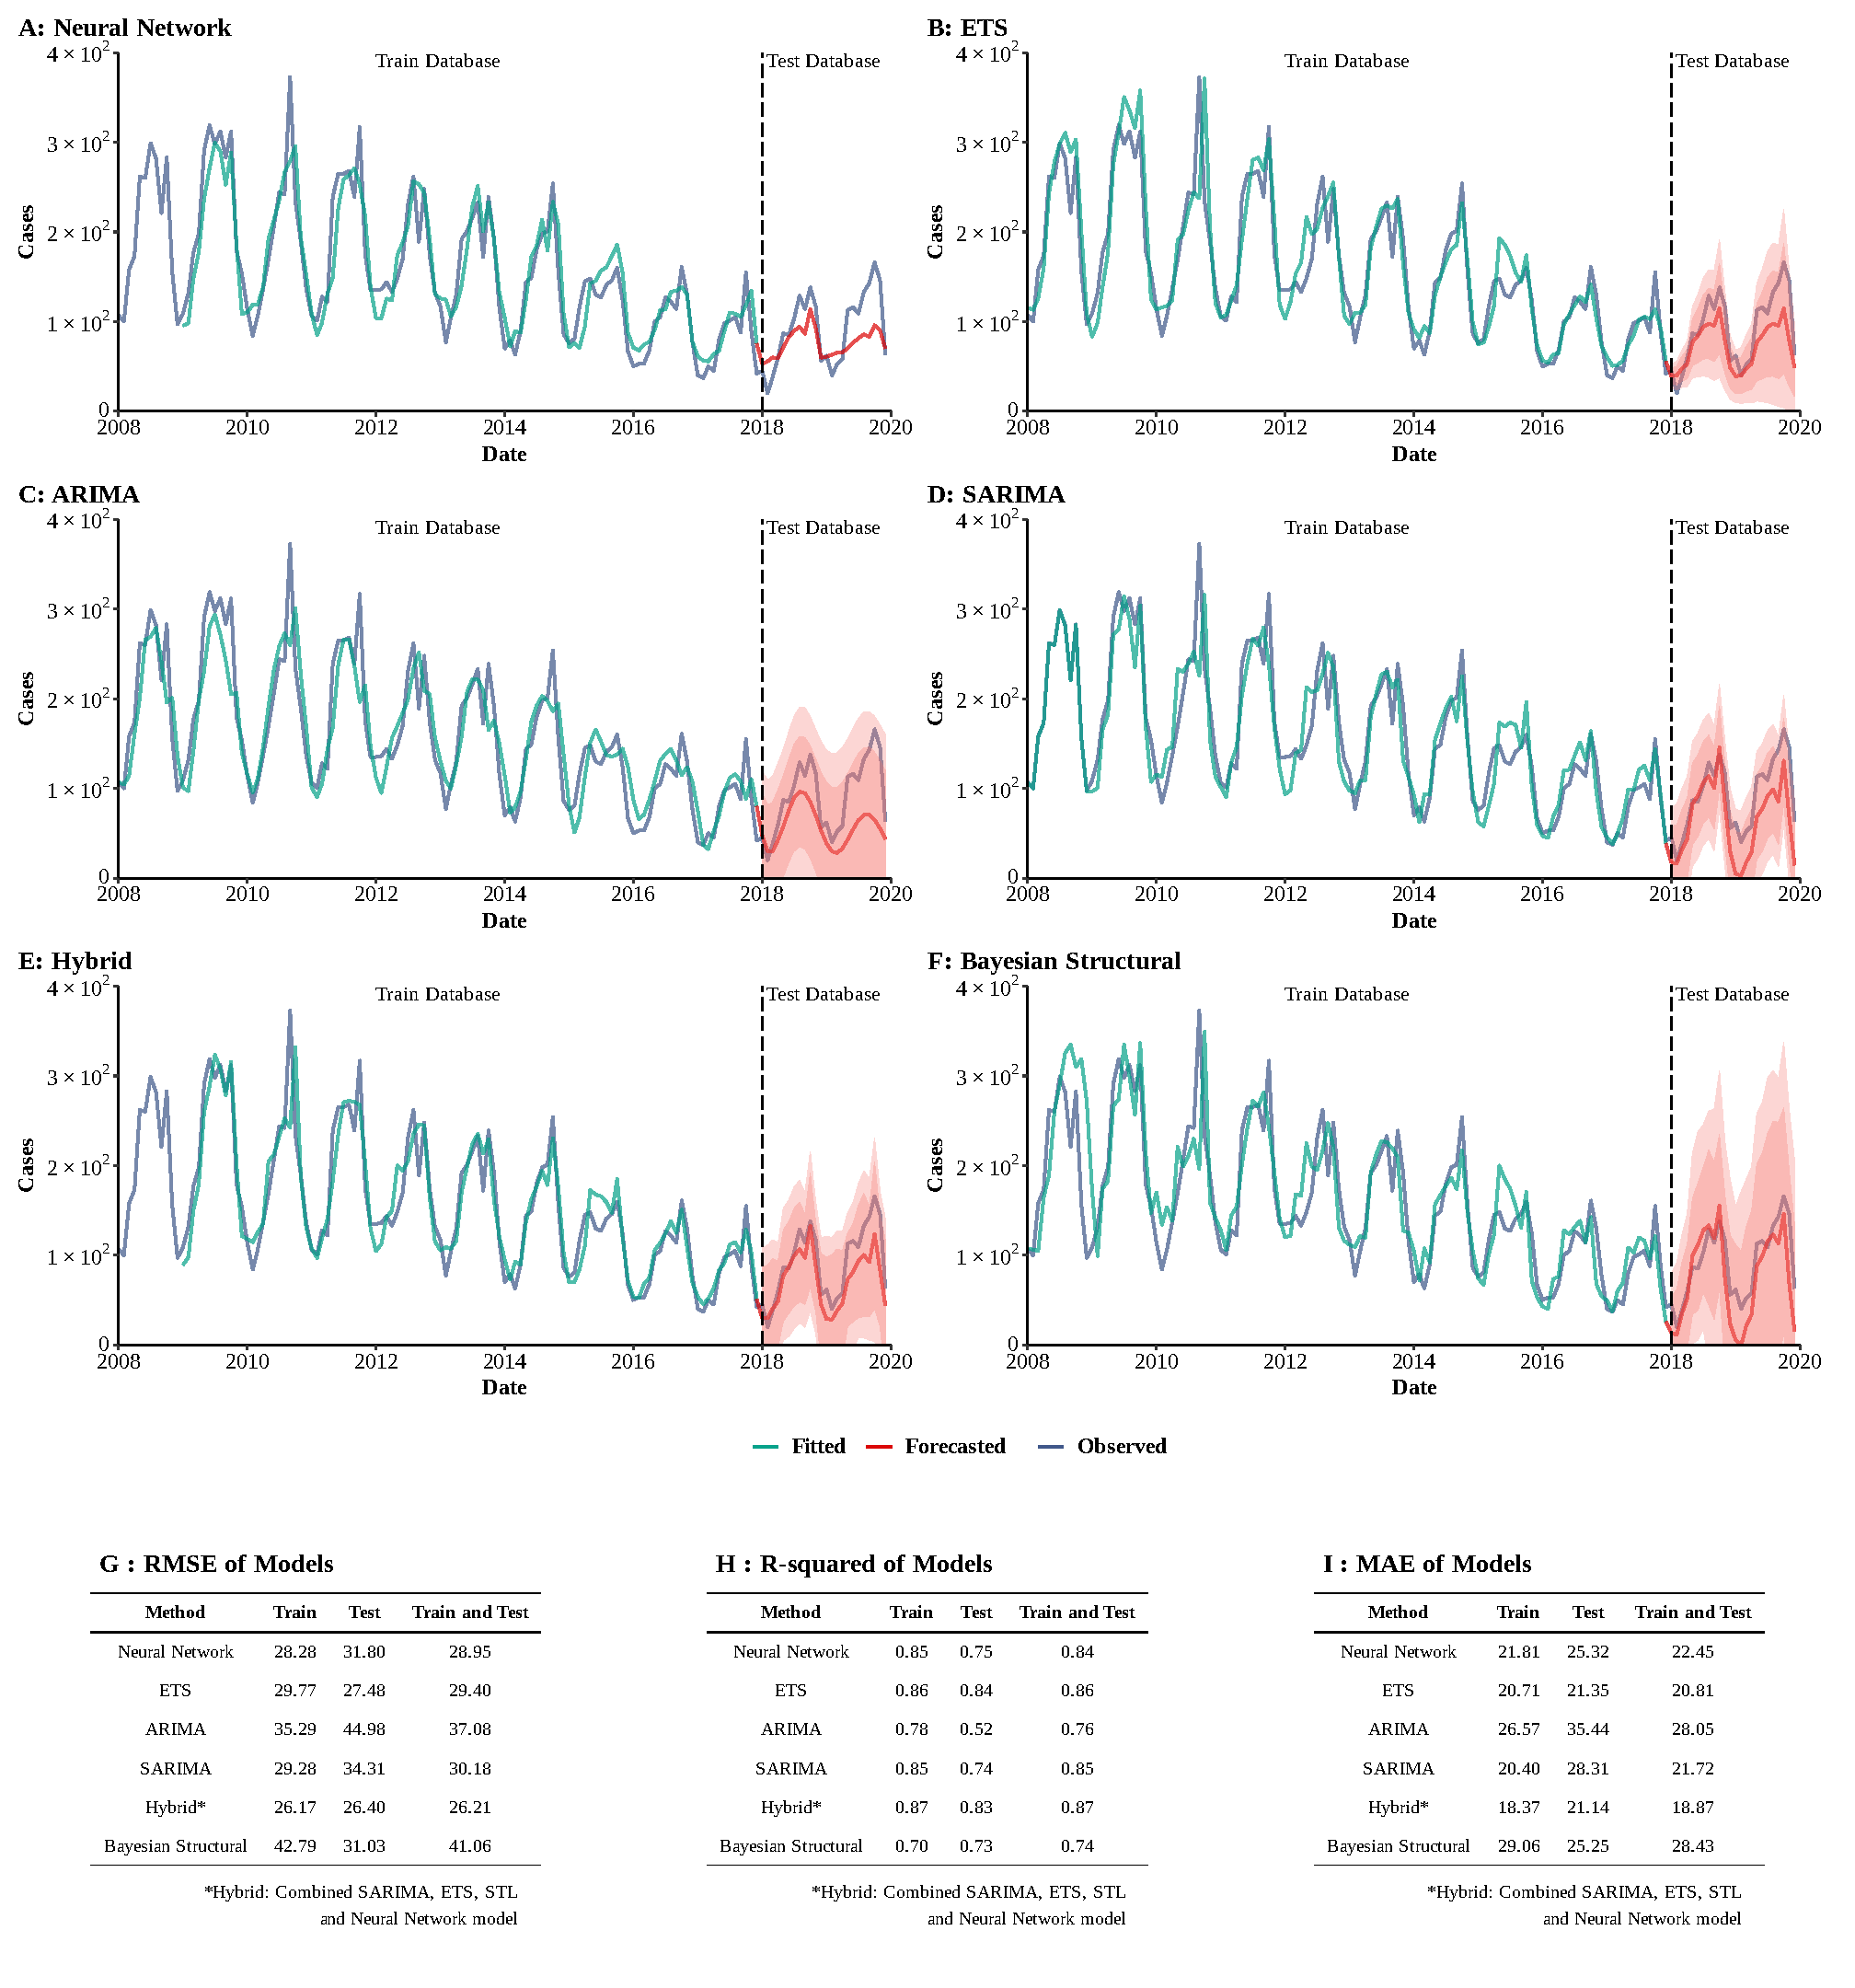 A: Neural Network
4 × 10²
3 × 10²
2 × 10²
1 × 10²
0
Cases
Train Database
Test Database
2008 2010 2012 2014 2016 2018 2020
Date
B: ETS
4 × 10²
3 × 10²
2 × 10²
1 × 10²
0
Cases
Train Database
Test Database
2008 2010 2012 2014 2016 2018 2020
Date
C: ARIMA
4 × 10²
3 × 10²
2 × 10²
1 × 10²
0
Cases
Train Database
Test Database
2008 2010 2012 2014 2016 2018 2020
Date
D: SARIMA
4 × 10²
3 × 10²
2 × 10²
1 × 10²
0
Cases
Train Database
Test Database
2008 2010 2012 2014 2016 2018 2020
Date
E: Hybrid
4 × 10²
3 × 10²
2 × 10²
1 × 10²
0
Cases
Train Database
Test Database
2008 2010 2012 2014 2016 2018 2020
Date
F: Bayesian Structural
4 × 10²
3 × 10²
2 × 10²
1 × 10²
0
Cases
Train Database
Test Database
2008 2010 2012 2014 2016 2018 2020
Date
Fitted Forecasted Observed
G : RMSE of Models
Method Train Test Train and Test
Neural Network 28.28 31.80 28.95
ETS 29.77 27.48 29.40
ARIMA 35.29 44.98 37.08
SARIMA 29.28 34.31 30.18
Hybrid* 26.17 26.40 26.21
Bayesian Structural 42.79 31.03 41.06
*Hybrid: Combined SARIMA, ETS, STL
and Neural Network model
H : R-squared of Models
Method Train Test Train and Test
Neural Network 0.85 0.75 0.84
ETS 0.86 0.84 0.86
ARIMA 0.78 0.52 0.76
SARIMA 0.85 0.74 0.85
Hybrid* 0.87 0.83 0.87
Bayesian Structural 0.70 0.73 0.74
*Hybrid: Combined SARIMA, ETS, STL
and Neural Network model
I : MAE of Models
Method Train Test Train and Test
Neural Network 21.81 25.32 22.45
ETS 20.71 21.35 20.81
ARIMA 26.57 35.44 28.05
SARIMA 20.40 28.31 21.72
Hybrid* 18.37 21.14 18.87
Bayesian Structural 29.06 25.25 28.43
*Hybrid: Combined SARIMA, ETS, STL
and Neural Network model